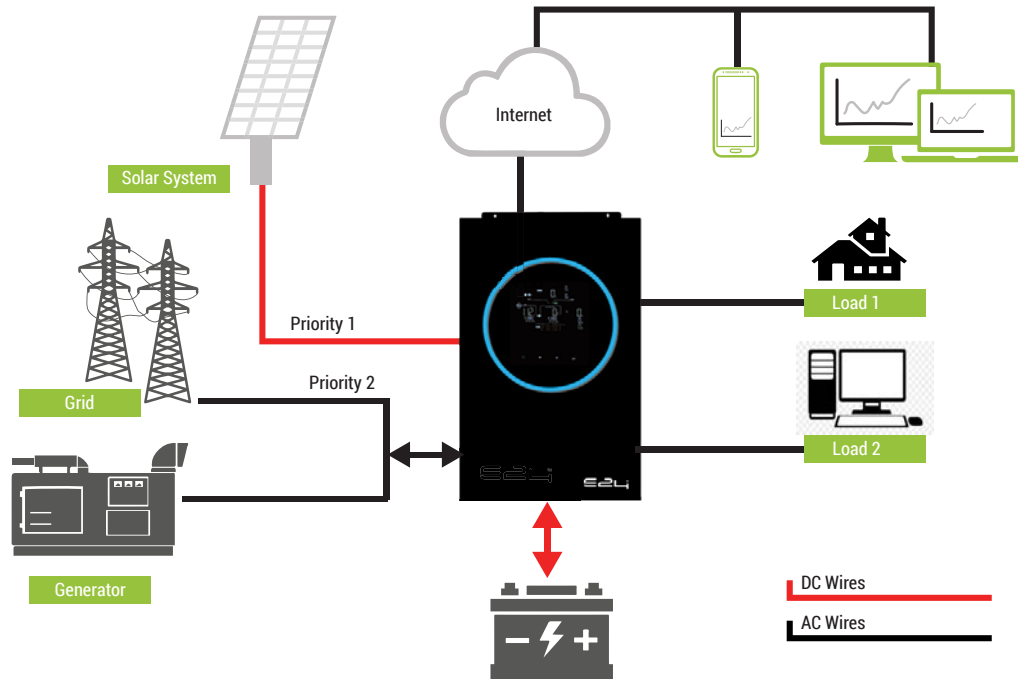 Internet
Solar System
Priority 1
Load 1
Priority 2
Grid
Load 2
Generator
DC Wires
AC Wires